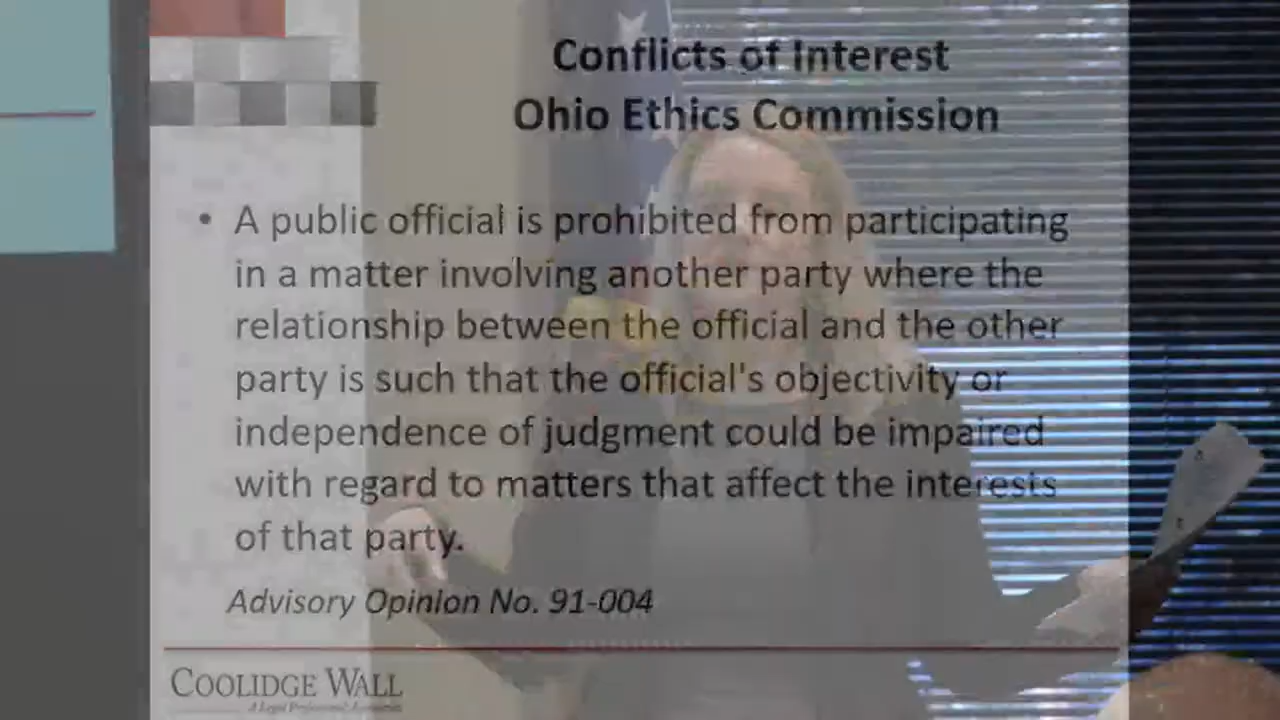 Conflicts of Interest
Ohio Ethics Commission
• A public official is prohibited from participating
in a matter involving another party where the
relationship between the official and the other
party is such that the official's objectivity or
independence of judgment could be impaired
with regard to matters that affect the interests
of that party.
Advisory Opinion No. 91-004
COOLIDGE WALL
A Legal Professional Association